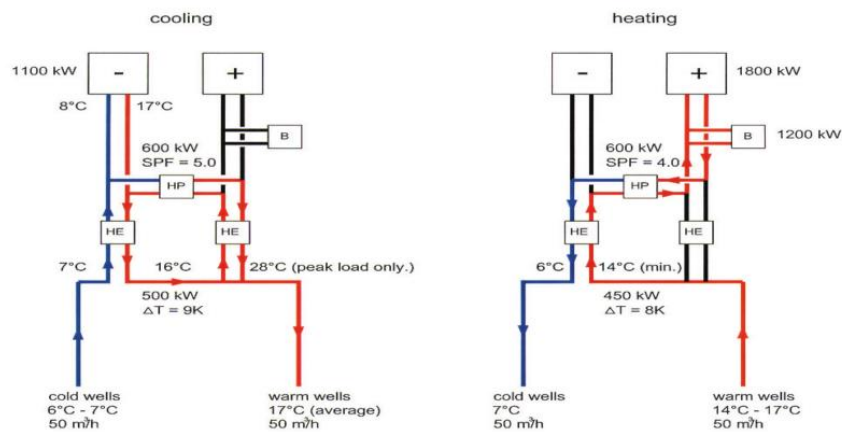 cooling
heating
1100 kW
-
+
8°C
17°C
B
600 kW
SPF = 5.0
HP
HE
HE
7°C
16°C
28°C (peak load only.)
500 kW
△T = 9K
cold wells
6°C - 7°C
50 m³/h
warm wells
17°C (average)
50 m³/h
-
+
1800 kW
B
1200 kW
600 kW
SPF = 4.0
HP
HE
HE
6°C
14°C (min.)
450 kW
△T = 8K
cold wells
7°C
50 m³/h
warm wells
14°C - 17°C
50 m³/h